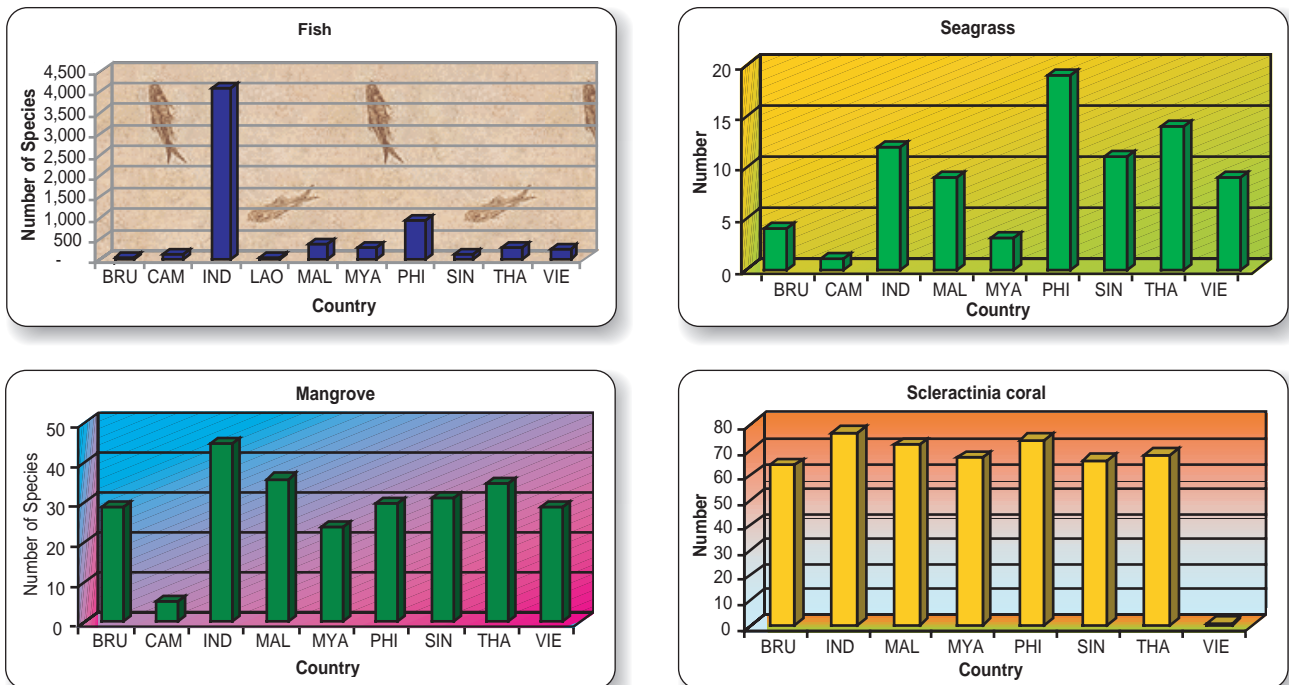 Fish
Number of Species
4,500
4,000
3,500
3,000
2,500
2,000
1,500
1,000
500
-
BRU CAM IND LAO MAL MYA PHI SIN THA VIE
Country
Seagrass
Number
20
15
10
5
0
BRU CAM IND MAL MYA PHI SIN THA VIE
Country
Mangrove
Number of Species
50
40
30
20
10
0
BRU CAM IND MAL MYA PHI SIN THA VIE
Country
Scleractinia coral
Number
80
70
60
50
40
30
20
10
0
BRU IND MAL MYA PHI SIN THA VIE
Country